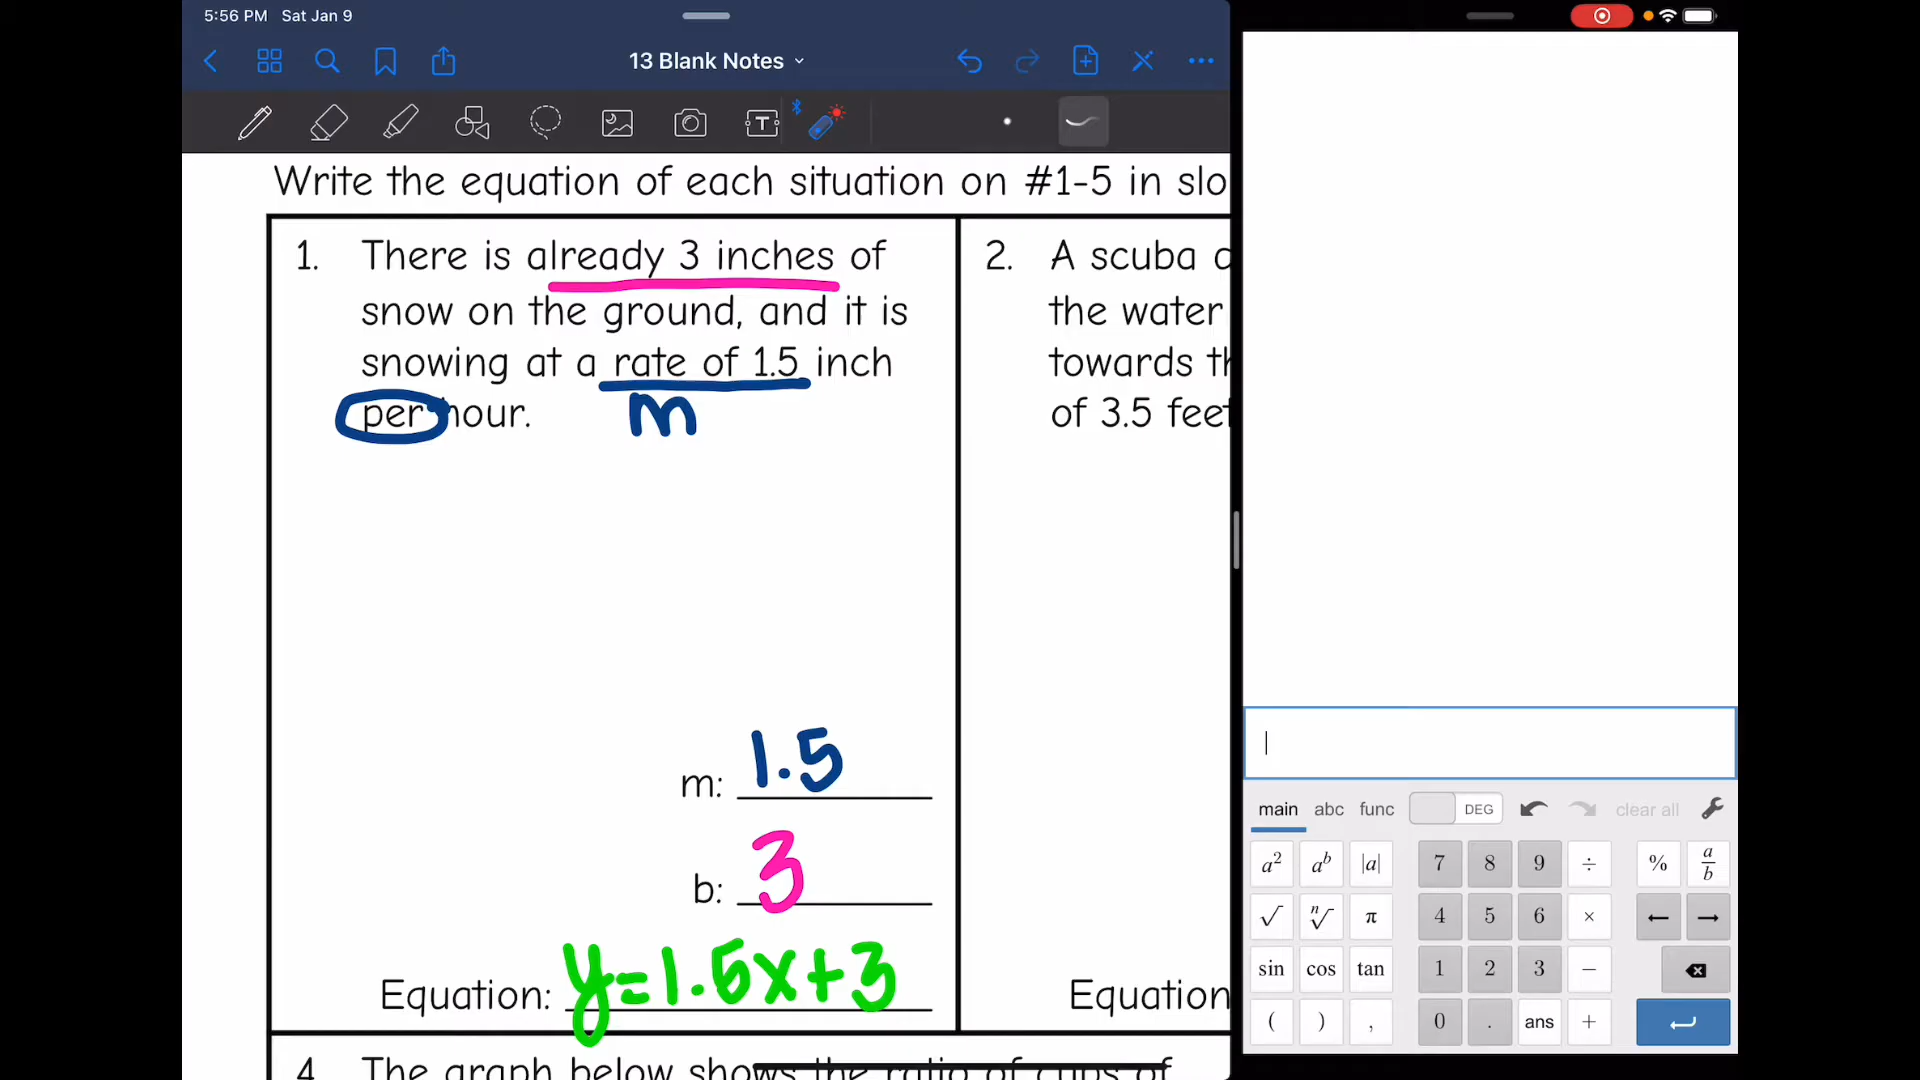 5:56 PM Sat Jan 9
13 Blank Notes
Write the equation of each situation on #1-5 in slo
1. There is already 3 inches of
snow on the ground, and it is
snowing at a rate of 1.5 inch
per hour.
m
m: 1.5
b: 3
Equation: y=1.5x+3
2. A scuba d
the water
towards th
of 3.5 feet
Equation
4. The graph below shows the ratio of cups of
main abc func DEG clear all
a² aᵇ |a| 7 8 9 ÷ % a/b
√ ⁿ√ π 4 5 6 × ← →
sin cos tan 1 2 3 −
( ) , 0 . ans +